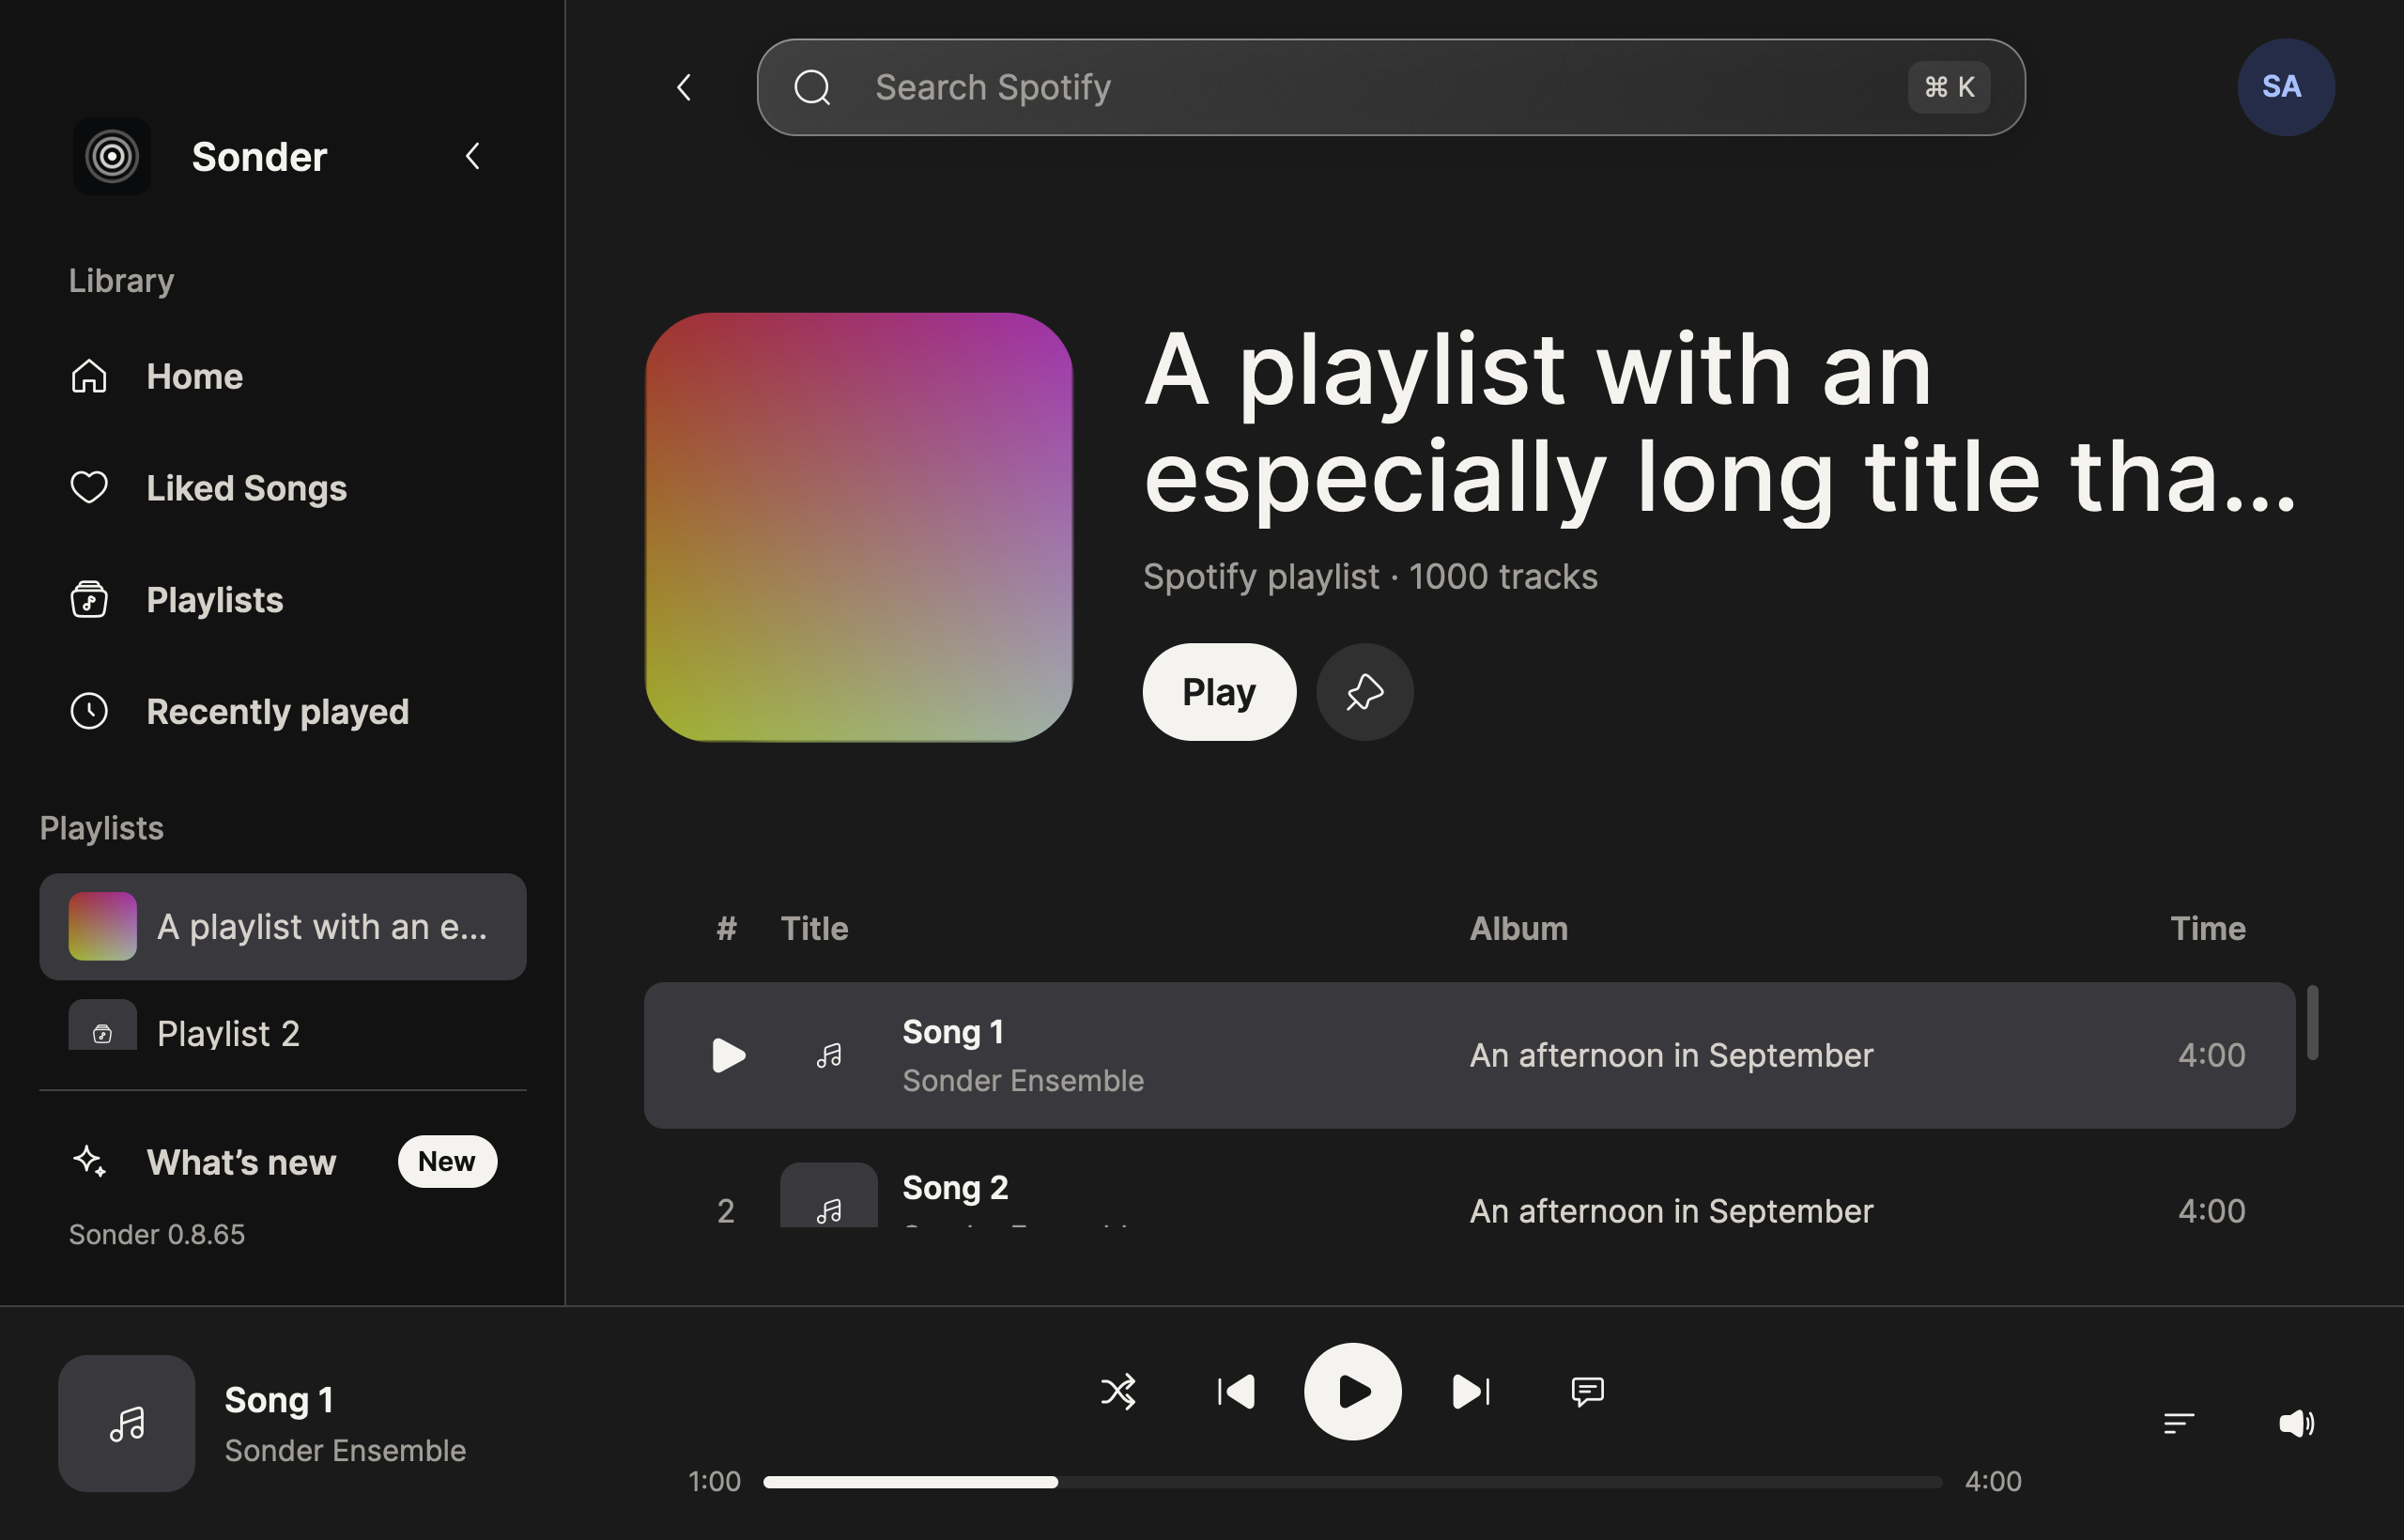 Sonder
Library
Home
Liked Songs
Playlists
Recently played
Playlists
A playlist with an e...
Playlist 2
What’s new New
Sonder 0.8.65
Search Spotify ⌘ K
SA
A playlist with an
especially long title tha...
Spotify playlist · 1000 tracks
Play
# Title Album Time
Song 1
Sonder Ensemble
An afternoon in September 4:00
2 Song 2 An afternoon in September 4:00
Song 1
Sonder Ensemble
1:00 4:00